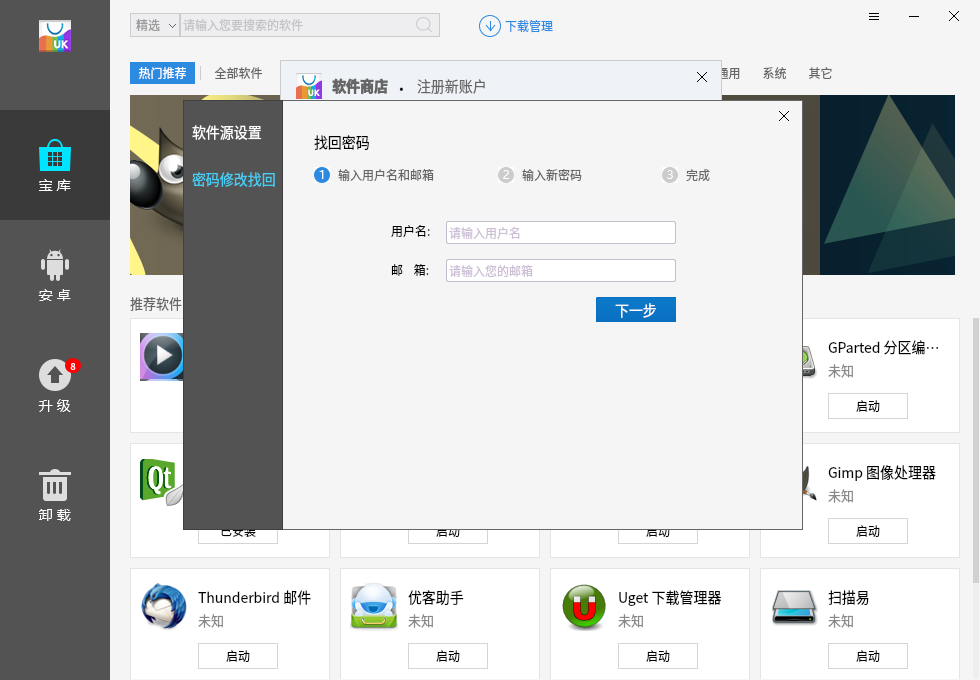 UK
宝 库
安 卓
8
升 级
卸 载
精选
请输入您要搜索的软件
下载管理
热门推荐
全部软件
通用
系统
其它
UK
软件商店
·
注册新账户
软件源设置
密码修改找回
找回密码
1
输入用户名和邮箱
2
输入新密码
3
完成
用户名:
请输入用户名
邮 箱:
请输入您的邮箱
下一步
推荐软件
GParted 分区编…
未知
启动
Qt
已安装
启动
启动
Gimp 图像处理器
未知
启动
Thunderbird 邮件
未知
启动
优客助手
未知
启动
Uget 下载管理器
未知
启动
扫描易
未知
启动